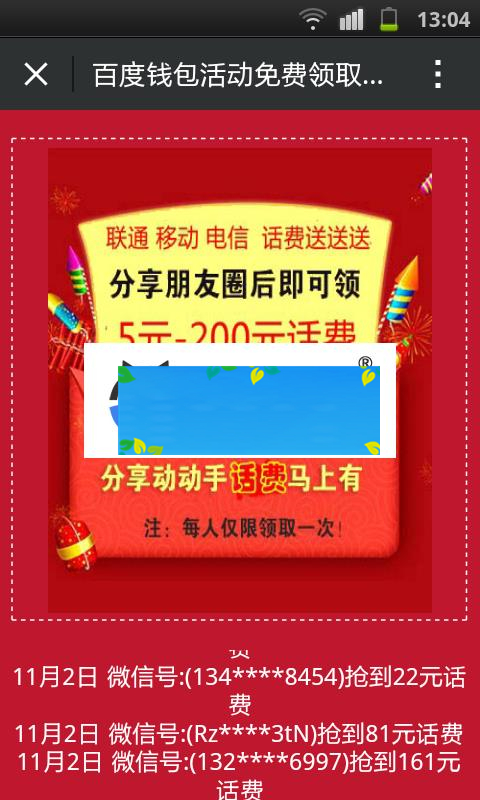 13:04
百度钱包活动免费领取...
联通 移动 电信 话费送送送
分享朋友圈后即可领
5元-200元话费
®
分享动动手话费马上有
注：每人仅限领取一次！
费
11月2日 微信号:(134****8454)抢到22元话
费
11月2日 微信号:(Rz****3tN)抢到81元话费
11月2日 微信号:(132****6997)抢到161元
话费